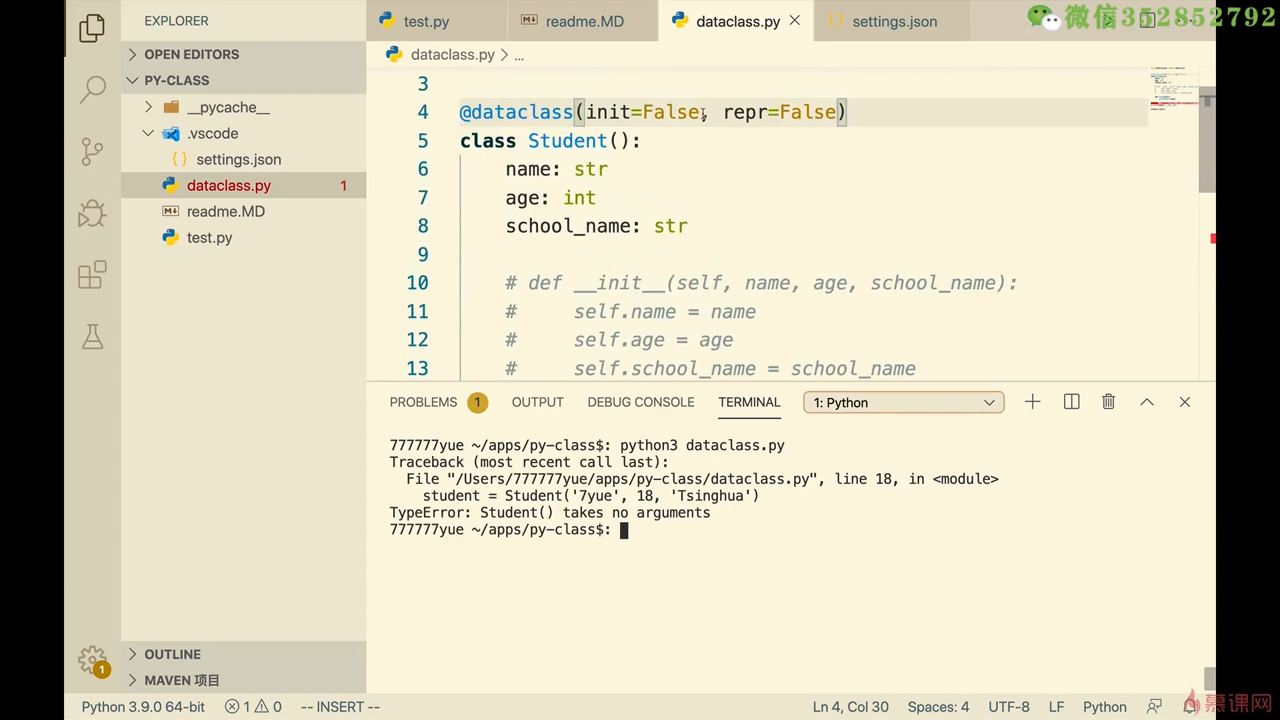 EXPLORER
test.py
readme.MD
dataclass.py
{} settings.json
微信352852792
OPEN EDITORS
dataclass.py > ...
PY-CLASS
__pycache__
.vscode
{} settings.json
dataclass.py 1
readme.MD
test.py
3
4 @dataclass(init=False, repr=False)
5 class Student():
6 name: str
7 age: int
8 school_name: str
9
10 # def __init__(self, name, age, school_name):
11 # self.name = name
12 # self.age = age
13 # self.school_name = school_name
PROBLEMS 1 OUTPUT DEBUG CONSOLE TERMINAL 1: Python
777777yue ~/apps/py-class$: python3 dataclass.py
Traceback (most recent call last):
File "/Users/777777yue/apps/py-class/dataclass.py", line 18, in <module>
student = Student('7yue', 18, 'Tsinghua')
TypeError: Student() takes no arguments
777777yue ~/apps/py-class$:
OUTLINE
MAVEN 项目
1
Python 3.9.0 64-bit 1 0 -- INSERT -- Ln 4, Col 30 Spaces: 4 UTF-8 LF Python
慕课网